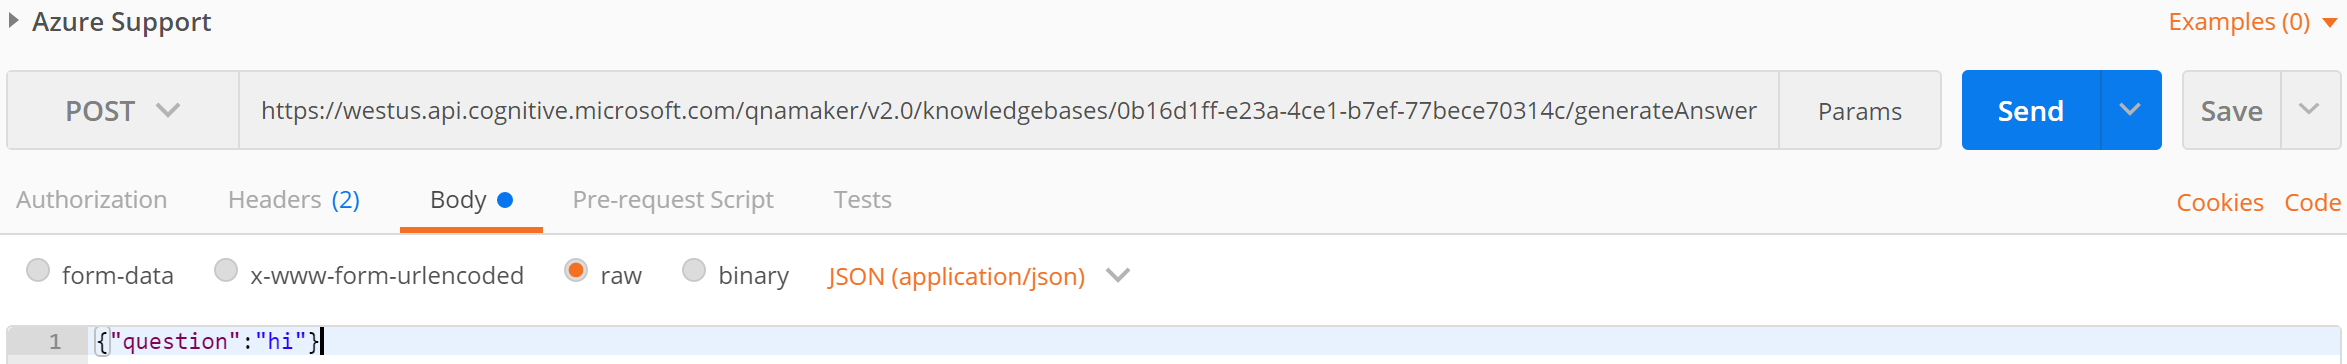 Azure Support
Examples (0)
POST https://westus.api.cognitive.microsoft.com/qnamaker/v2.0/knowledgebases/0b16d1ff-e23a-4ce1-b7ef-77bece70314c/generateAnswer Params Send Save
Authorization Headers (2) Body Pre-request Script Tests Cookies Code
form-data x-www-form-urlencoded raw binary JSON (application/json)
1 {"question":"hi"}